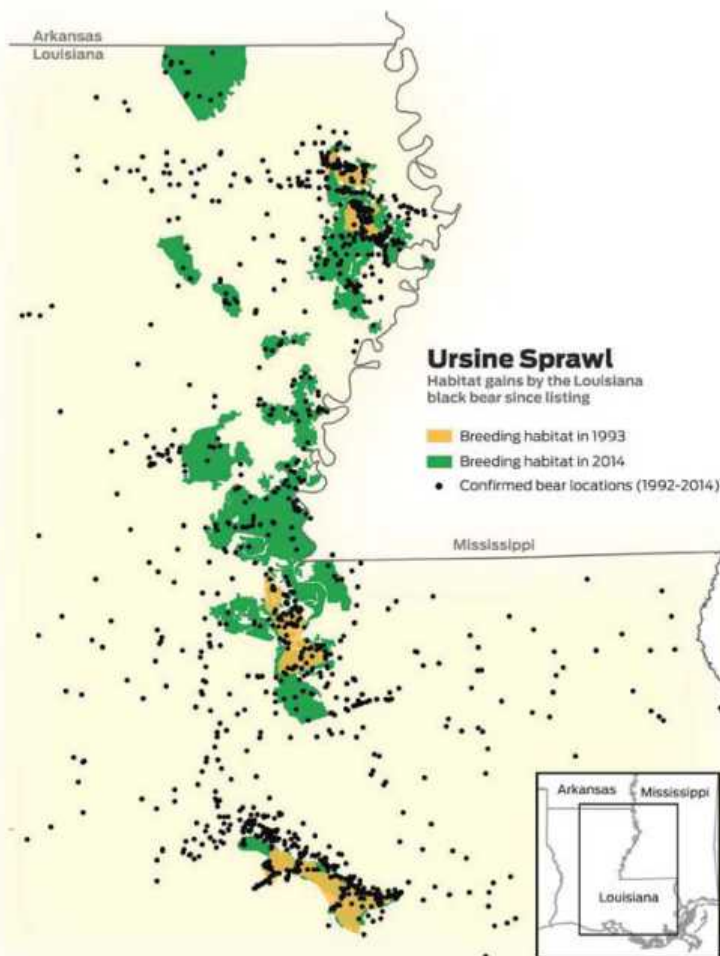 Arkansas
Louisiana
Ursine Sprawl
Habitat gains by the Louisiana
black bear since listing
Breeding habitat in 1993
Breeding habitat in 2014
Confirmed bear locations (1992-2014)
Mississippi
Arkansas
Mississippi
Louisiana